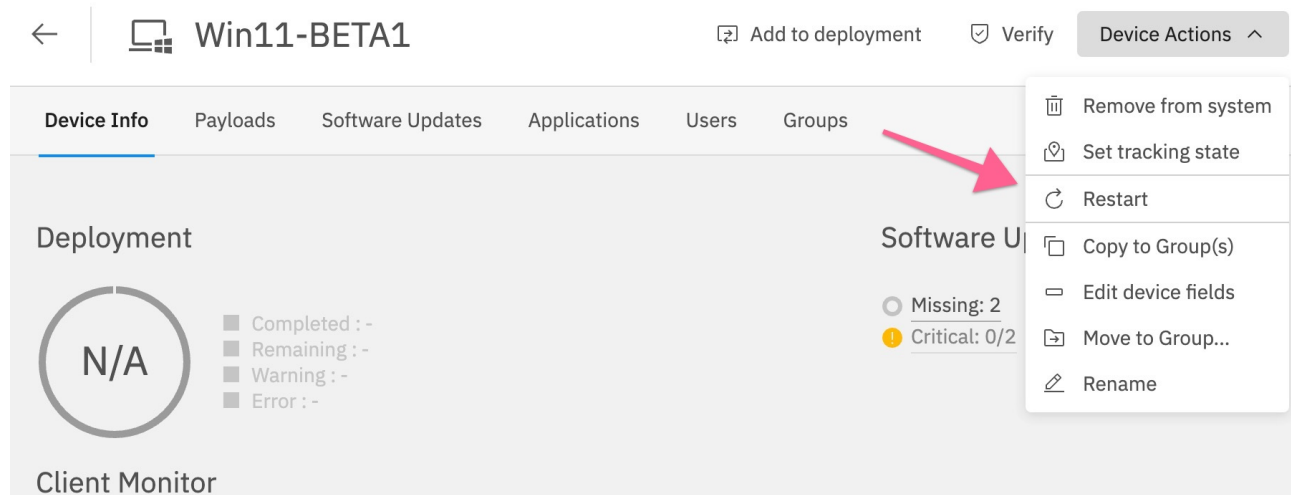 Win11-BETA1
Add to deployment
Verify
Device Actions
Device Info
Payloads
Software Updates
Applications
Users
Groups
Remove from system
Set tracking state
Restart
Copy to Group(s)
Edit device fields
Move to Group...
Rename
Deployment
N/A
Completed : -
Remaining : -
Warning : -
Error : -
Software
Missing: 2
Critical: 0/2
Client Monitor